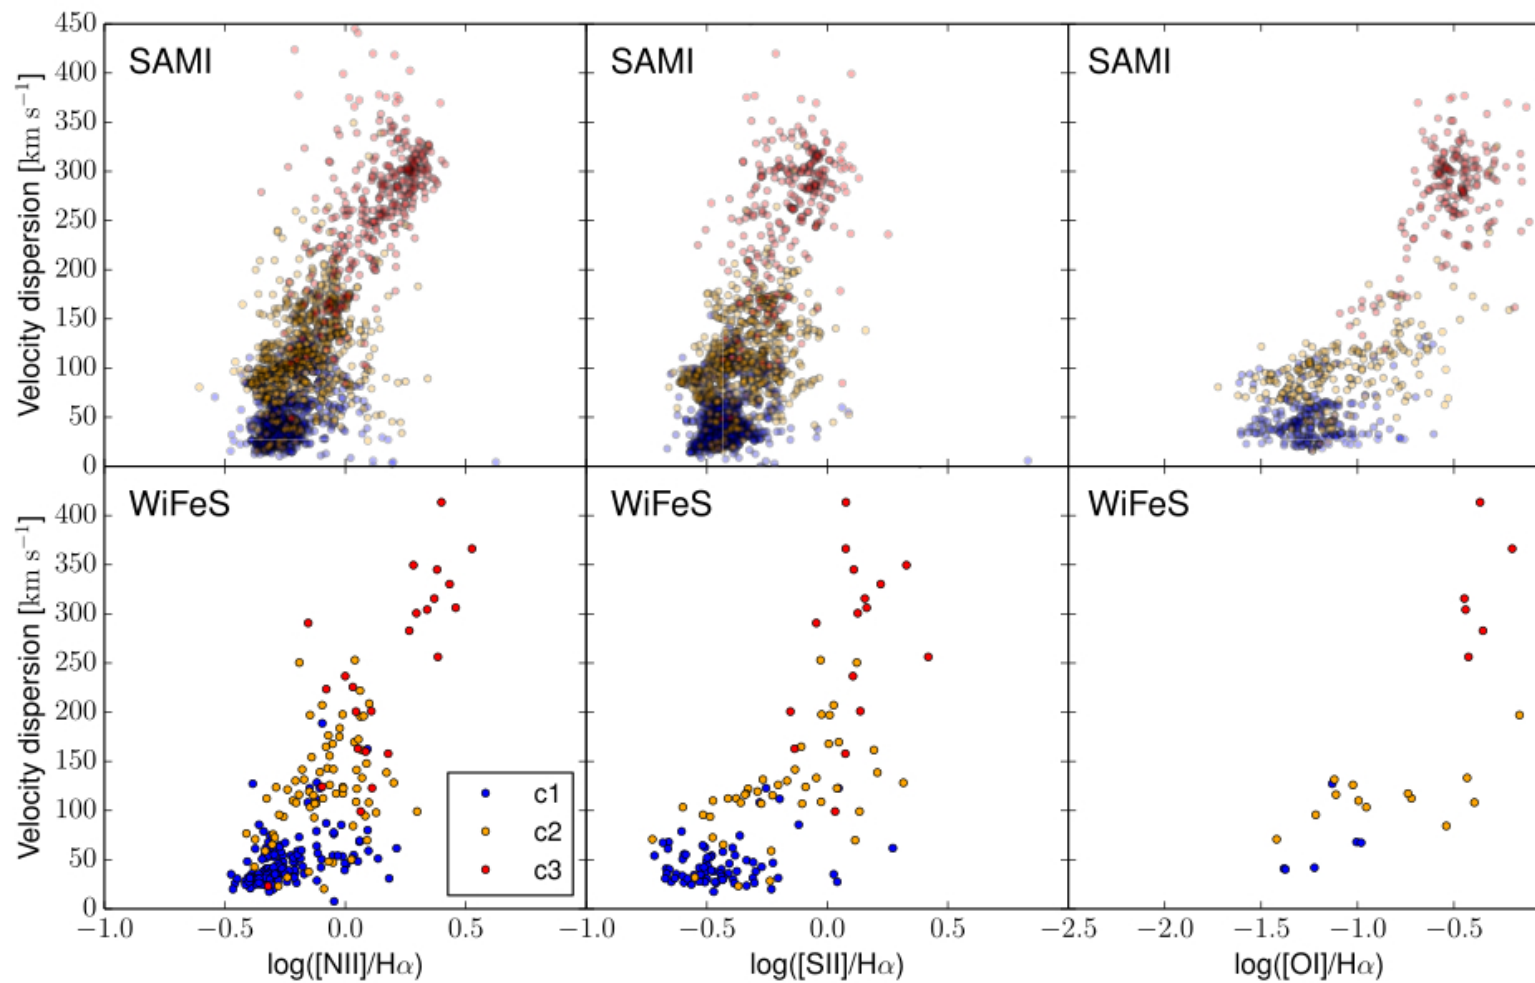 450
400
350
300
250
200
150
100
50
0
Velocity dispersion [km s⁻¹]
SAMI
SAMI
SAMI
400
350
300
250
200
150
100
50
0
Velocity dispersion [km s⁻¹]
WiFeS
WiFeS
WiFeS
c1
c2
c3
−1.0 −0.5 0.0 0.5 −1.0 −0.5 0.0 0.5 −2.5 −2.0 −1.5 −1.0 −0.5
log([NII]/Hα) log([SII]/Hα) log([OI]/Hα)